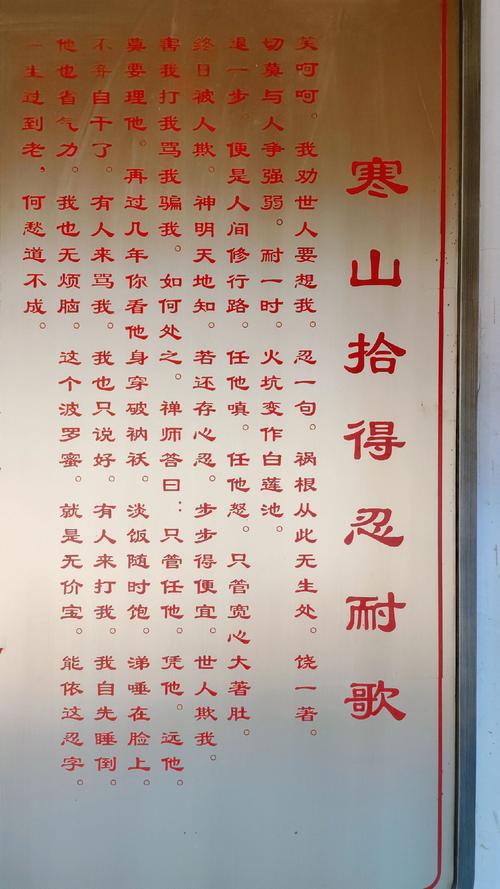 寒山拾得忍耐歌
笑呵呵。我劝世人要想我。忍一句。祸根从此无生处。饶一著。
切莫与人争强弱。耐一时。火坑变作白莲池。
退一步。便是人间修行路。任他嗔。任他怒。只管宽心大著肚。
终日被人欺。神明天地知。若还存心忍。步步得便宜。世人欺我。
害我打我骂我骗我。如何处之。禅师答曰：只管任他。凭他。远他。
莫要理他。再过几年你看他身穿破衲袄。淡饭随时饱。涕唾在脸上。
不弃自干了。有人来骂我。我也只说好。有人来打我。我自先睡倒。
他也省气力。我也无烦脑。这个波罗蜜。就是无价宝。能依这忍字。
一生过到老，何愁道不成。